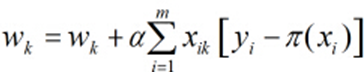 w_k = w_k + α∑_{i=1}^{m} x_{ik} [y_i − π(x_i)]